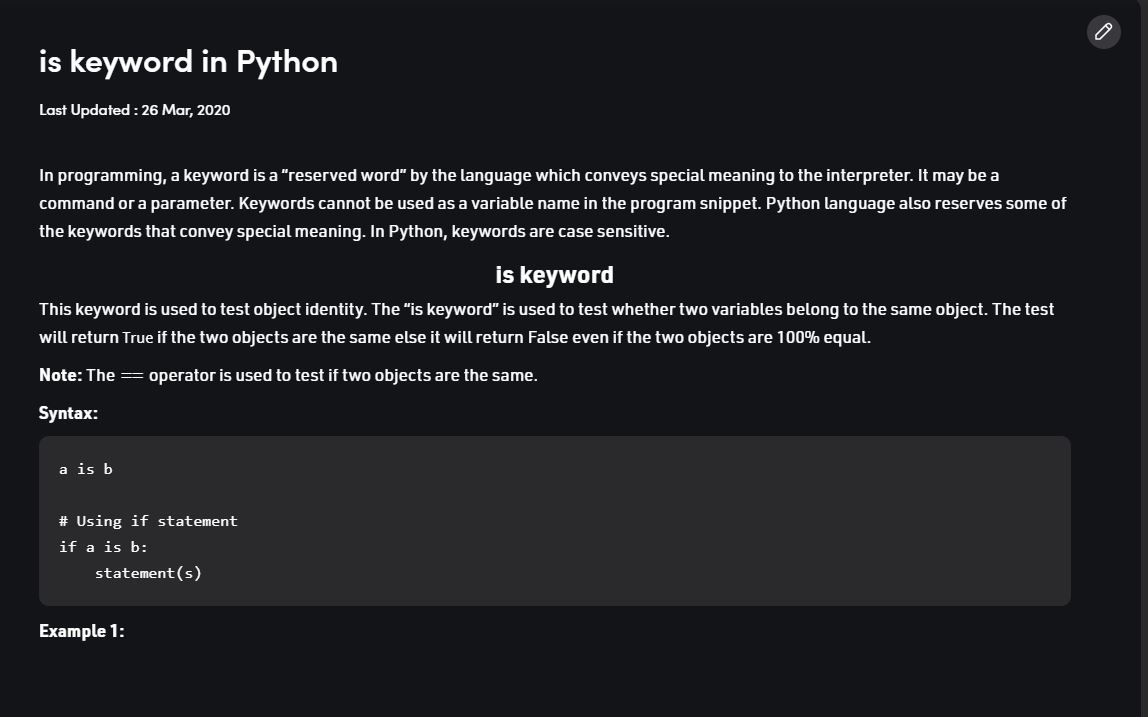 is keyword in Python
Last Updated : 26 Mar, 2020
In programming, a keyword is a “reserved word” by the language which conveys special meaning to the interpreter. It may be a
command or a parameter. Keywords cannot be used as a variable name in the program snippet. Python language also reserves some of
the keywords that convey special meaning. In Python, keywords are case sensitive.
is keyword
This keyword is used to test object identity. The “is keyword” is used to test whether two variables belong to the same object. The test
will return True if the two objects are the same else it will return False even if the two objects are 100% equal.
Note: The == operator is used to test if two objects are the same.
Syntax:
a is b
# Using if statement
if a is b:
    statement(s)
Example 1: